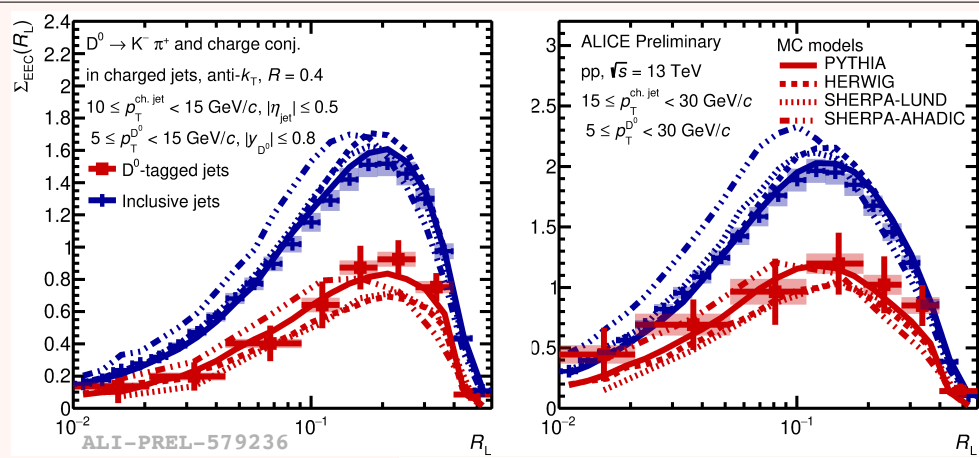 Σ_EEC(R_L)
2.4
2.2
2
1.8
1.6
1.4
1.2
1
0.8
0.6
0.4
0.2
0
D⁰ → K⁻ π⁺ and charge conj.
in charged jets, anti-k_T, R = 0.4
10 ≤ p_T^ch. jet < 15 GeV/c, |η_jet| ≤ 0.5
5 ≤ p_T^D⁰ < 15 GeV/c, |y_D⁰| ≤ 0.8
D⁰-tagged jets
Inclusive jets
10⁻² 10⁻¹ R_L
ALI-PREL-579236
3
2.5
2
1.5
1
0.5
0
ALICE Preliminary
pp, √s = 13 TeV
15 ≤ p_T^ch. jet < 30 GeV/c
5 ≤ p_T^D⁰ < 30 GeV/c
MC models
PYTHIA
HERWIG
SHERPA-LUND
SHERPA-AHADIC
10⁻² 10⁻¹ R_L